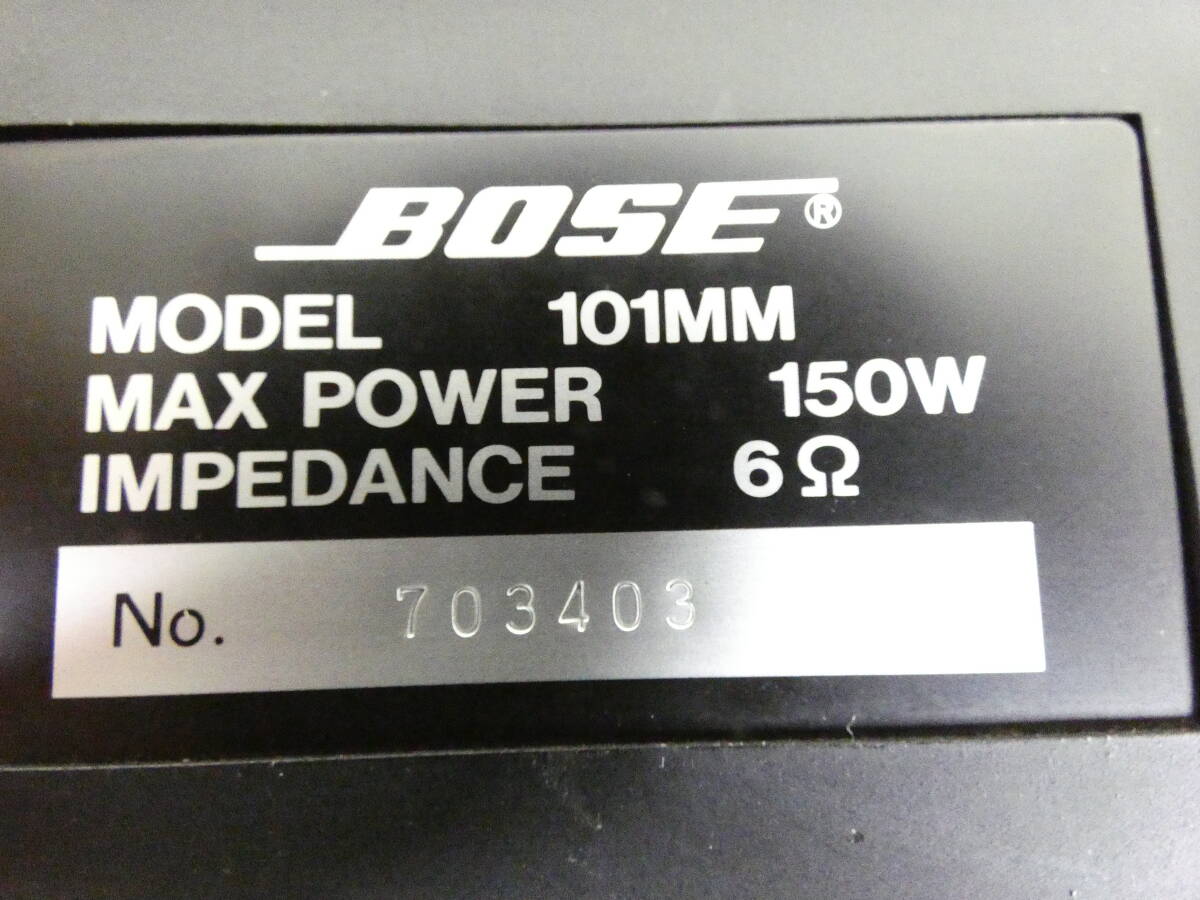 BOSE®
MODEL 101MM
MAX POWER 150W
IMPEDANCE 6Ω
No. 703403